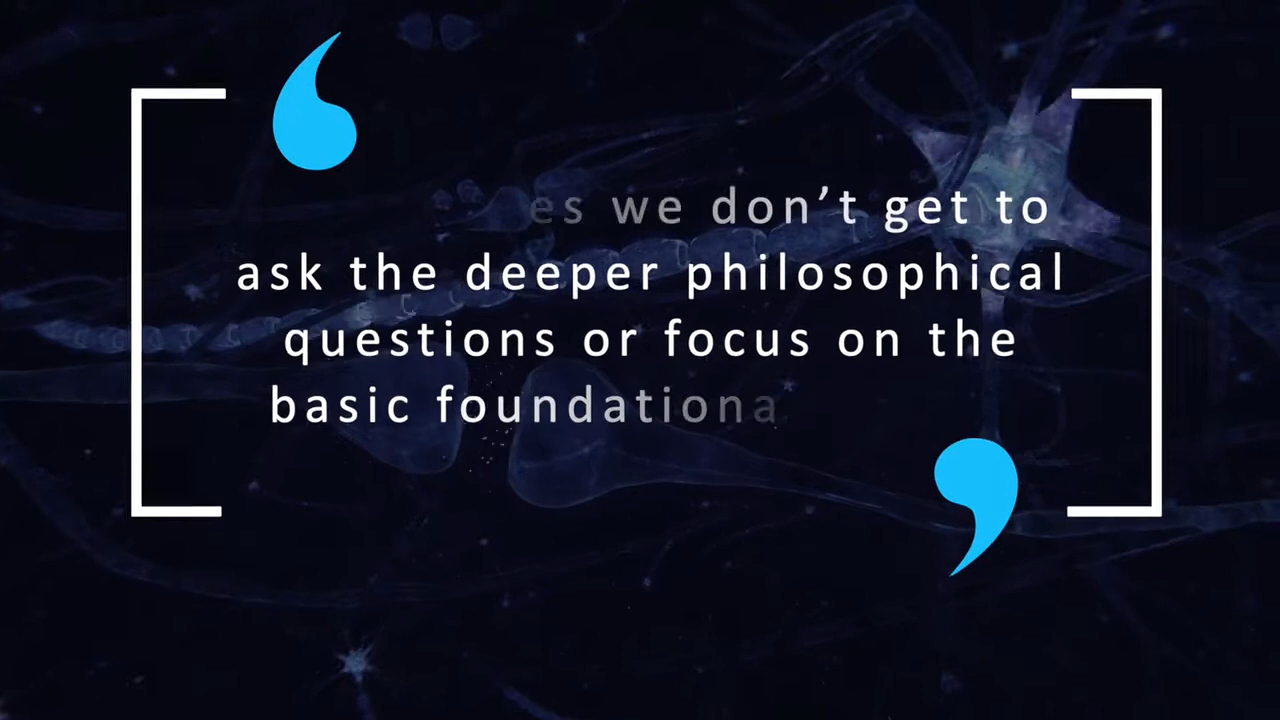 es we don’t get to
ask the deeper philosophical
questions or focus on the
basic foundationa